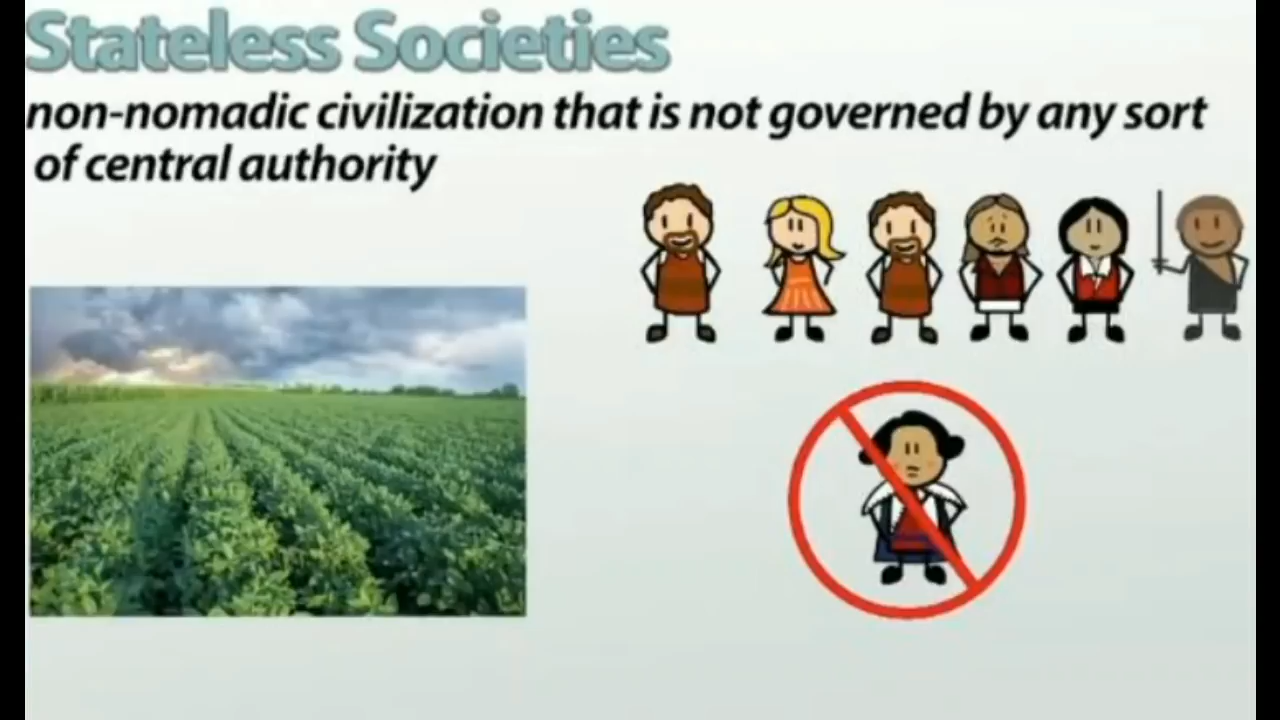 Stateless Societies
non-nomadic civilization that is not governed by any sort
of central authority